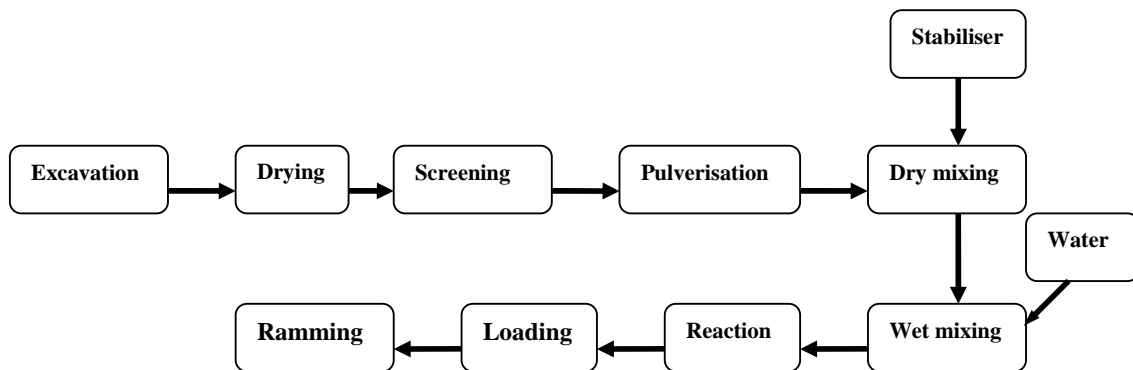 Stabiliser
Excavation
Drying
Screening
Pulverisation
Dry mixing
Water
Ramming
Loading
Reaction
Wet mixing